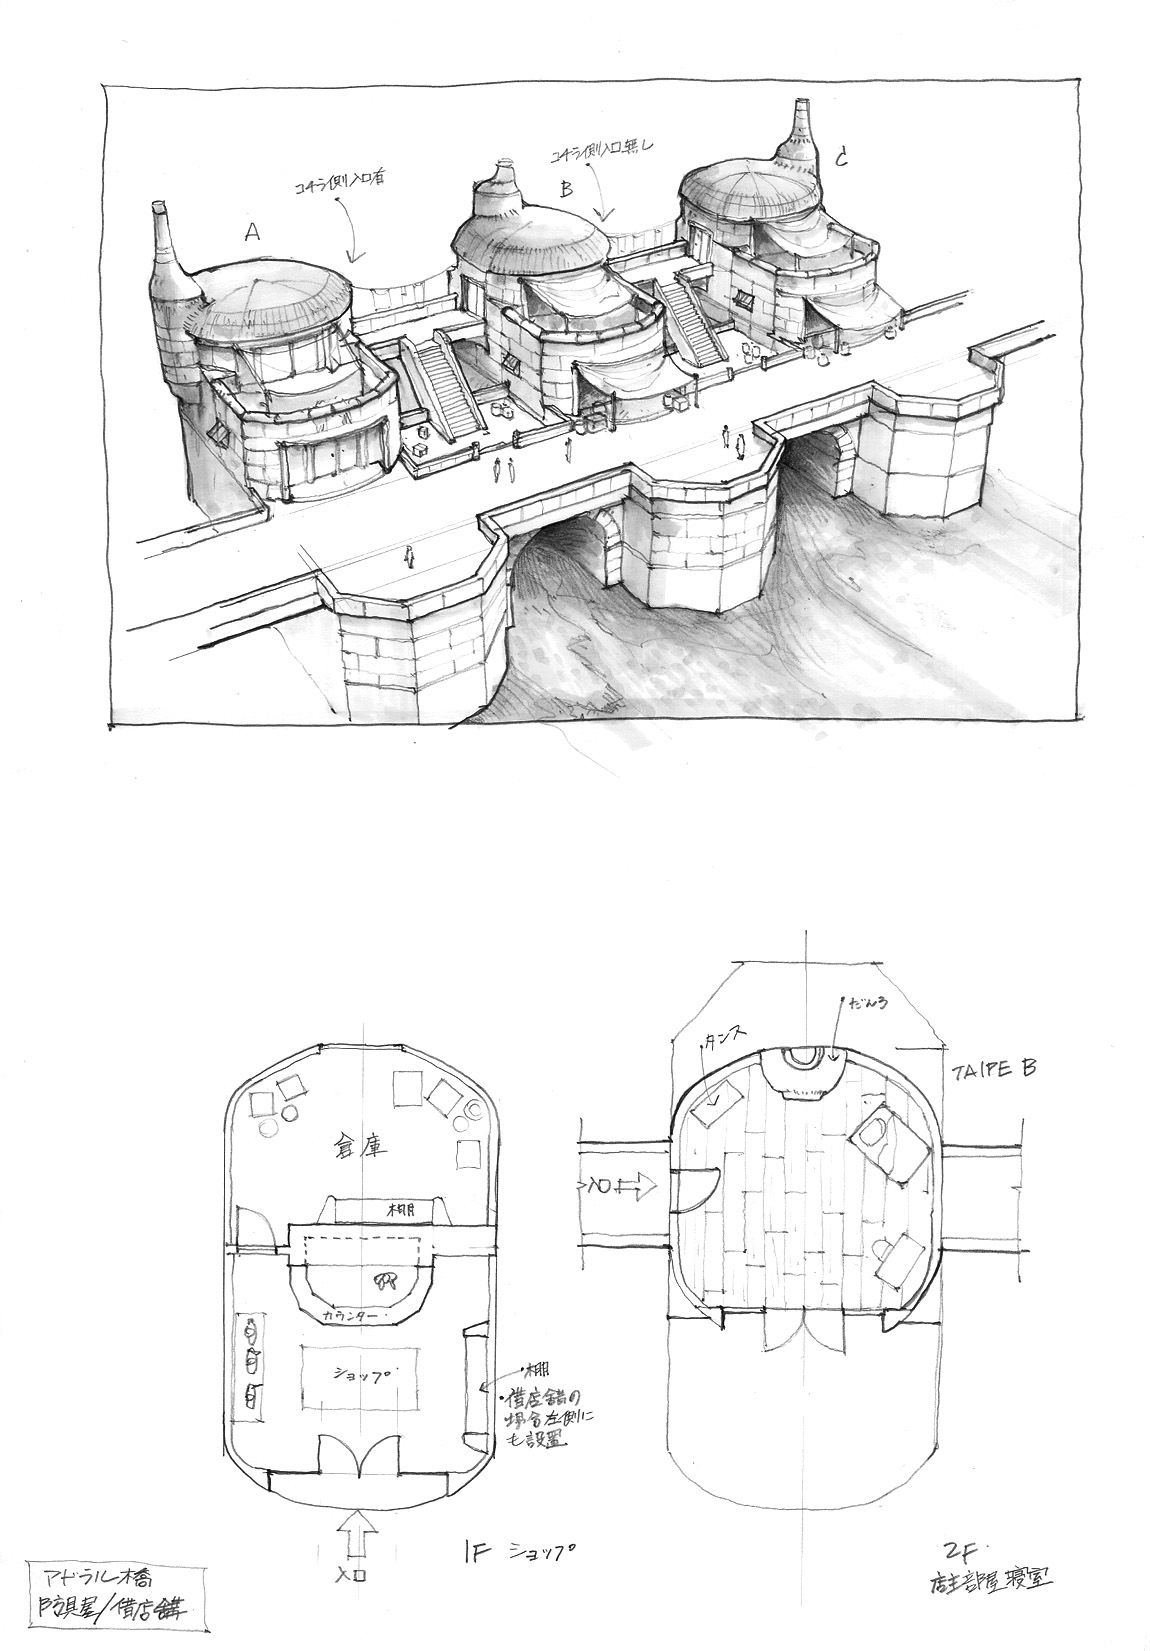 コチラ側入口無し
C
コチラ側入口有
B
A
だんろ
タンス
TAIPE B
倉庫
棚
入口
カウンター
ショップ
・棚
・借店舗の
場合左側に
も設置
入口
1F ショップ
2F
店主部屋寝室
アドラル橋
防具屋/借店舗